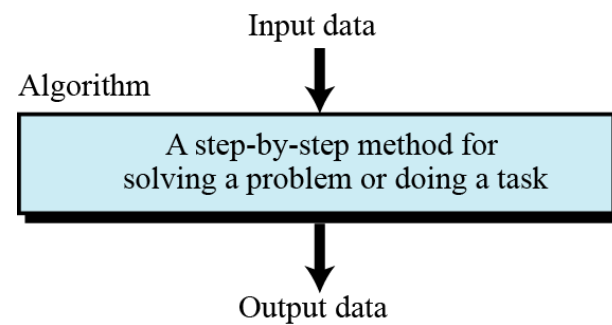 Input data
Algorithm
A step-by-step method for
solving a problem or doing a task
Output data